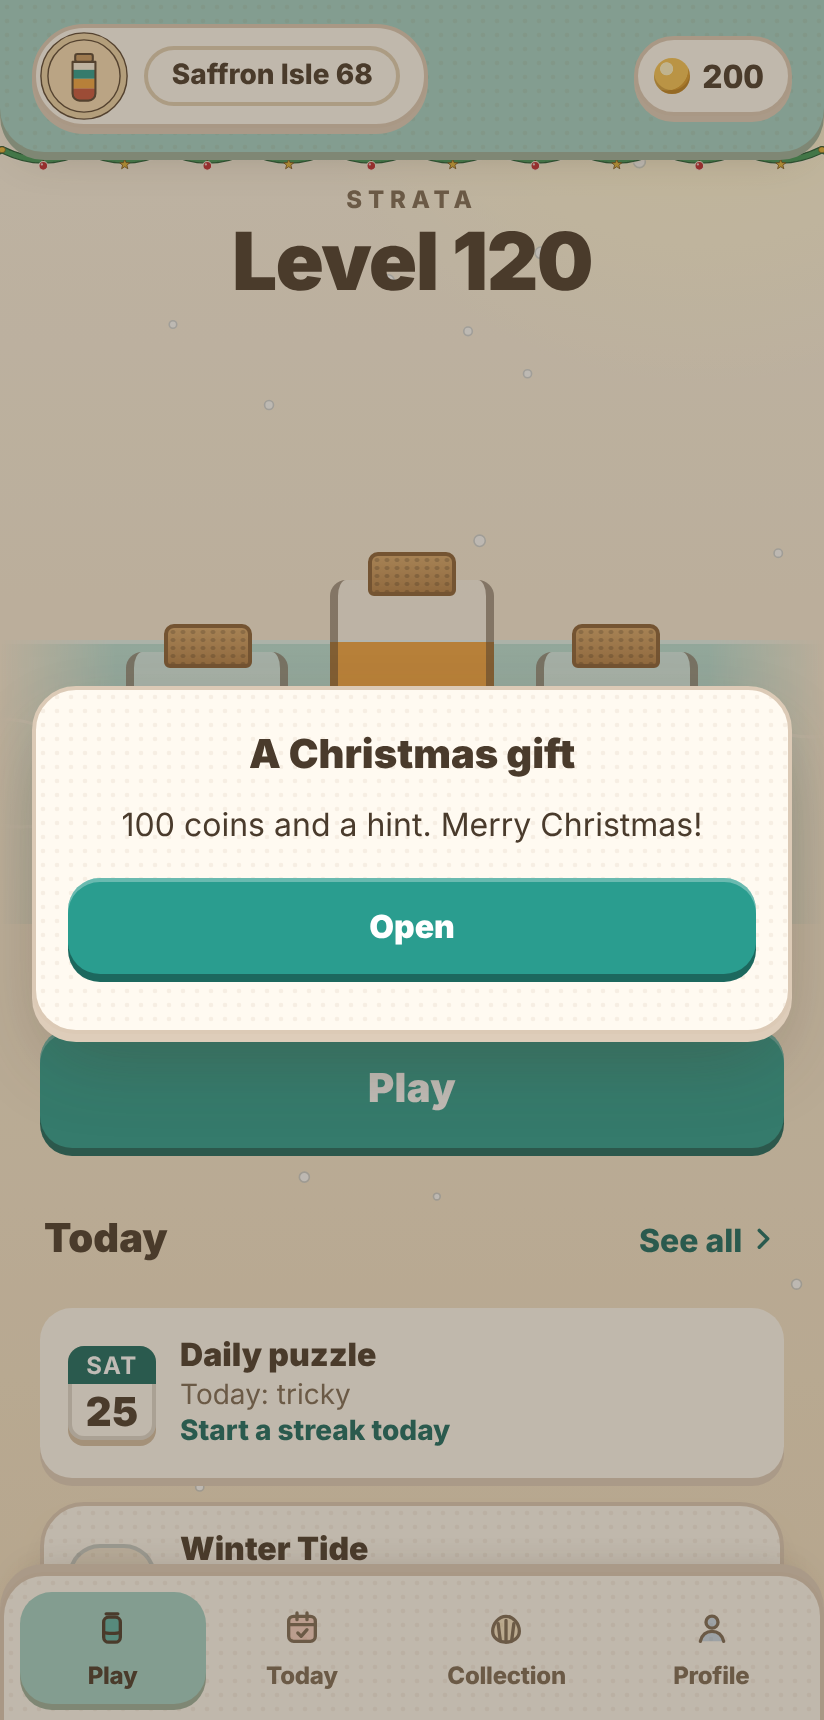 Saffron Isle 68
200
STRATA
Level 120
A Christmas gift
100 coins and a hint. Merry Christmas!
Open
Play
Today
See all
SAT
25
Daily puzzle
Today: tricky
Start a streak today
Winter Tide
Play
Today
Collection
Profile